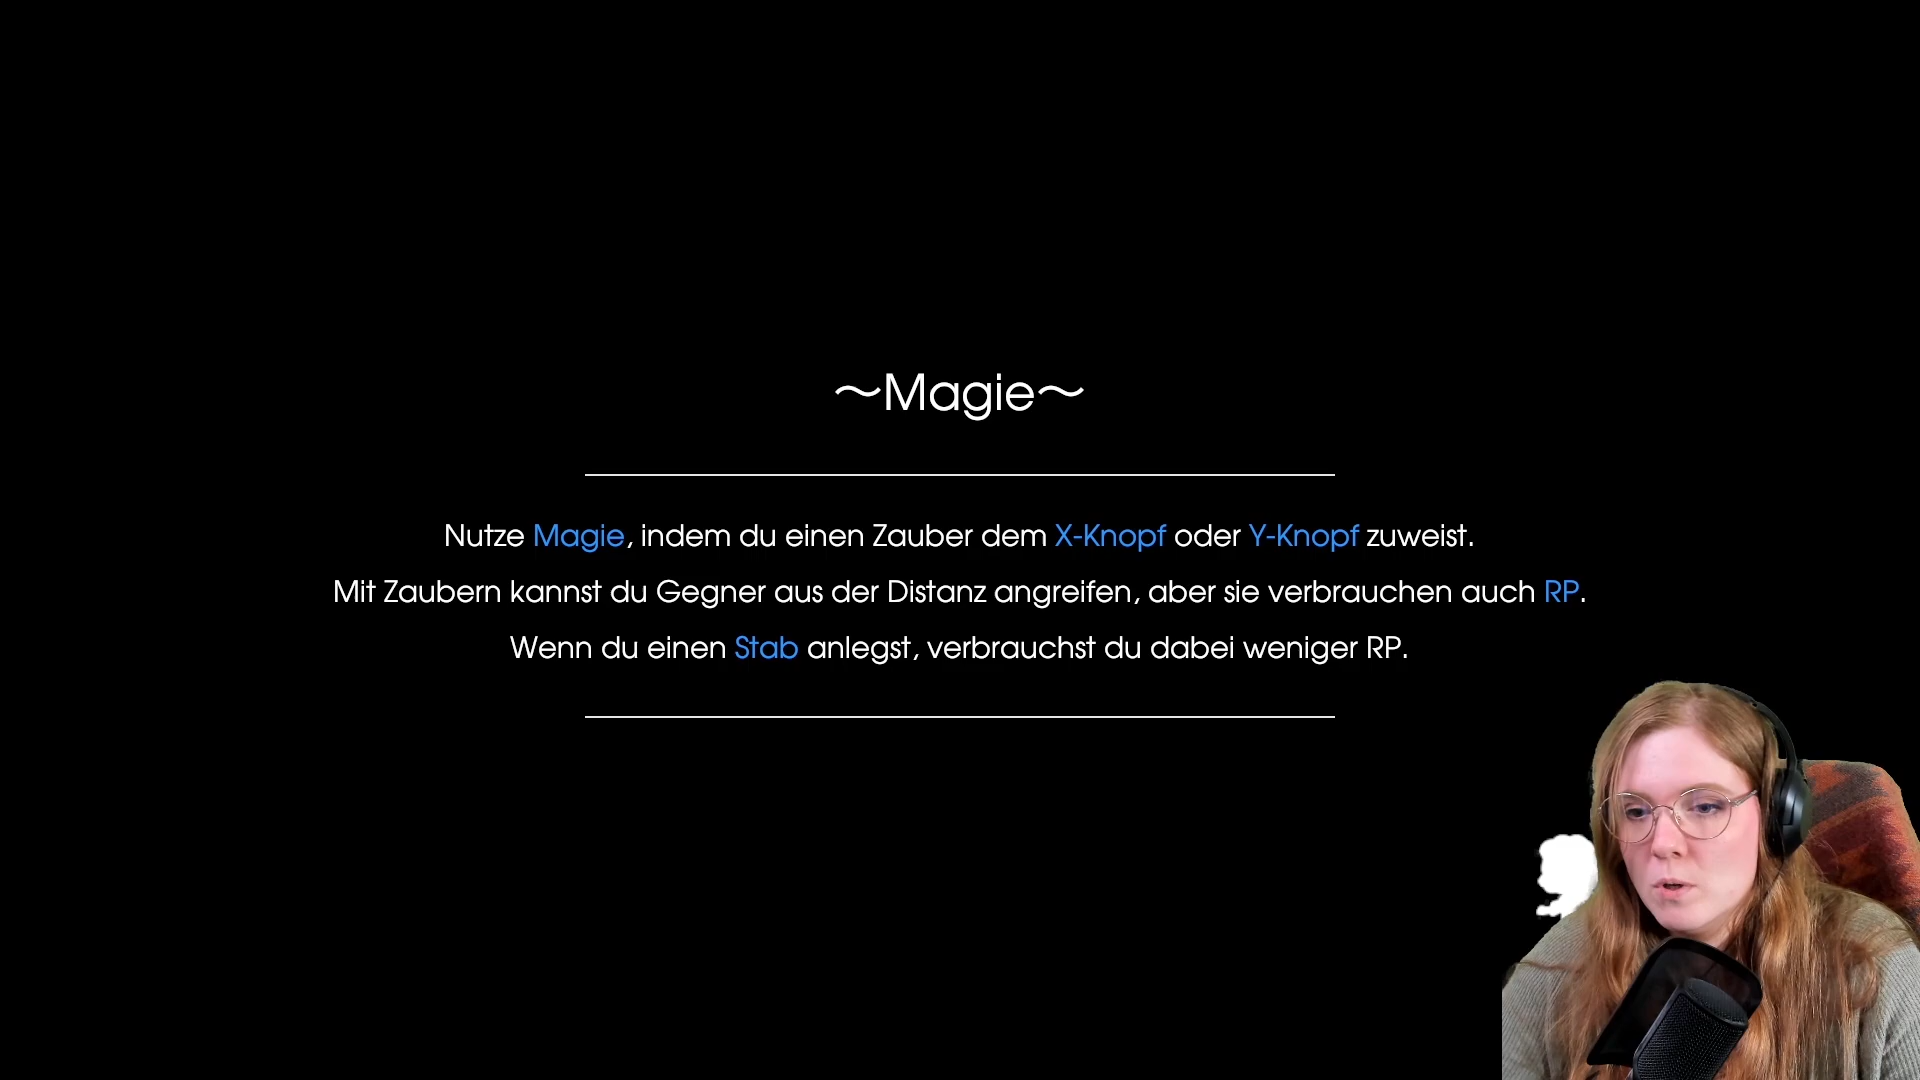 ～Magie～
Nutze Magie, indem du einen Zauber dem X-Knopf oder Y-Knopf zuweist.
Mit Zaubern kannst du Gegner aus der Distanz angreifen, aber sie verbrauchen auch RP.
Wenn du einen Stab anlegst, verbrauchst du dabei weniger RP.